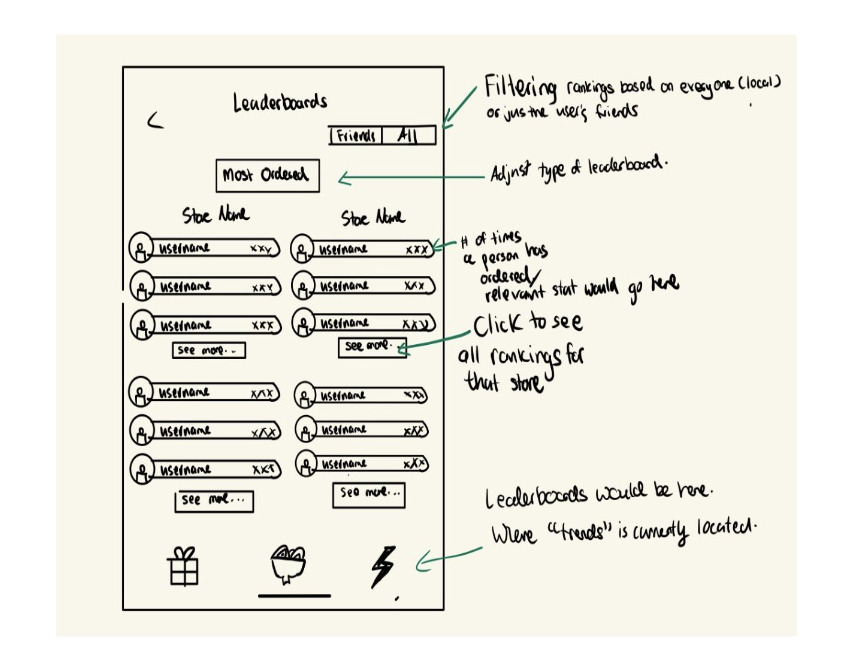 Leaderboards
Friends All
Most Ordered
Store Name Store Name
username xxx username xxx
username xxx username xxx
username xxx username xxx
see more... see more..
username xxx username xxx
username xxx username xxx
username xxx username xxx
see more... see more...
Filtering rankings based on everyone (local)
or just the user's friends
Adjust type of leaderboard.
# of times
a person has
ordered/
relevant stat would go here
Click to see
all rankings for
that store
Leaderboards would be here.
Where "trends" is currently located.